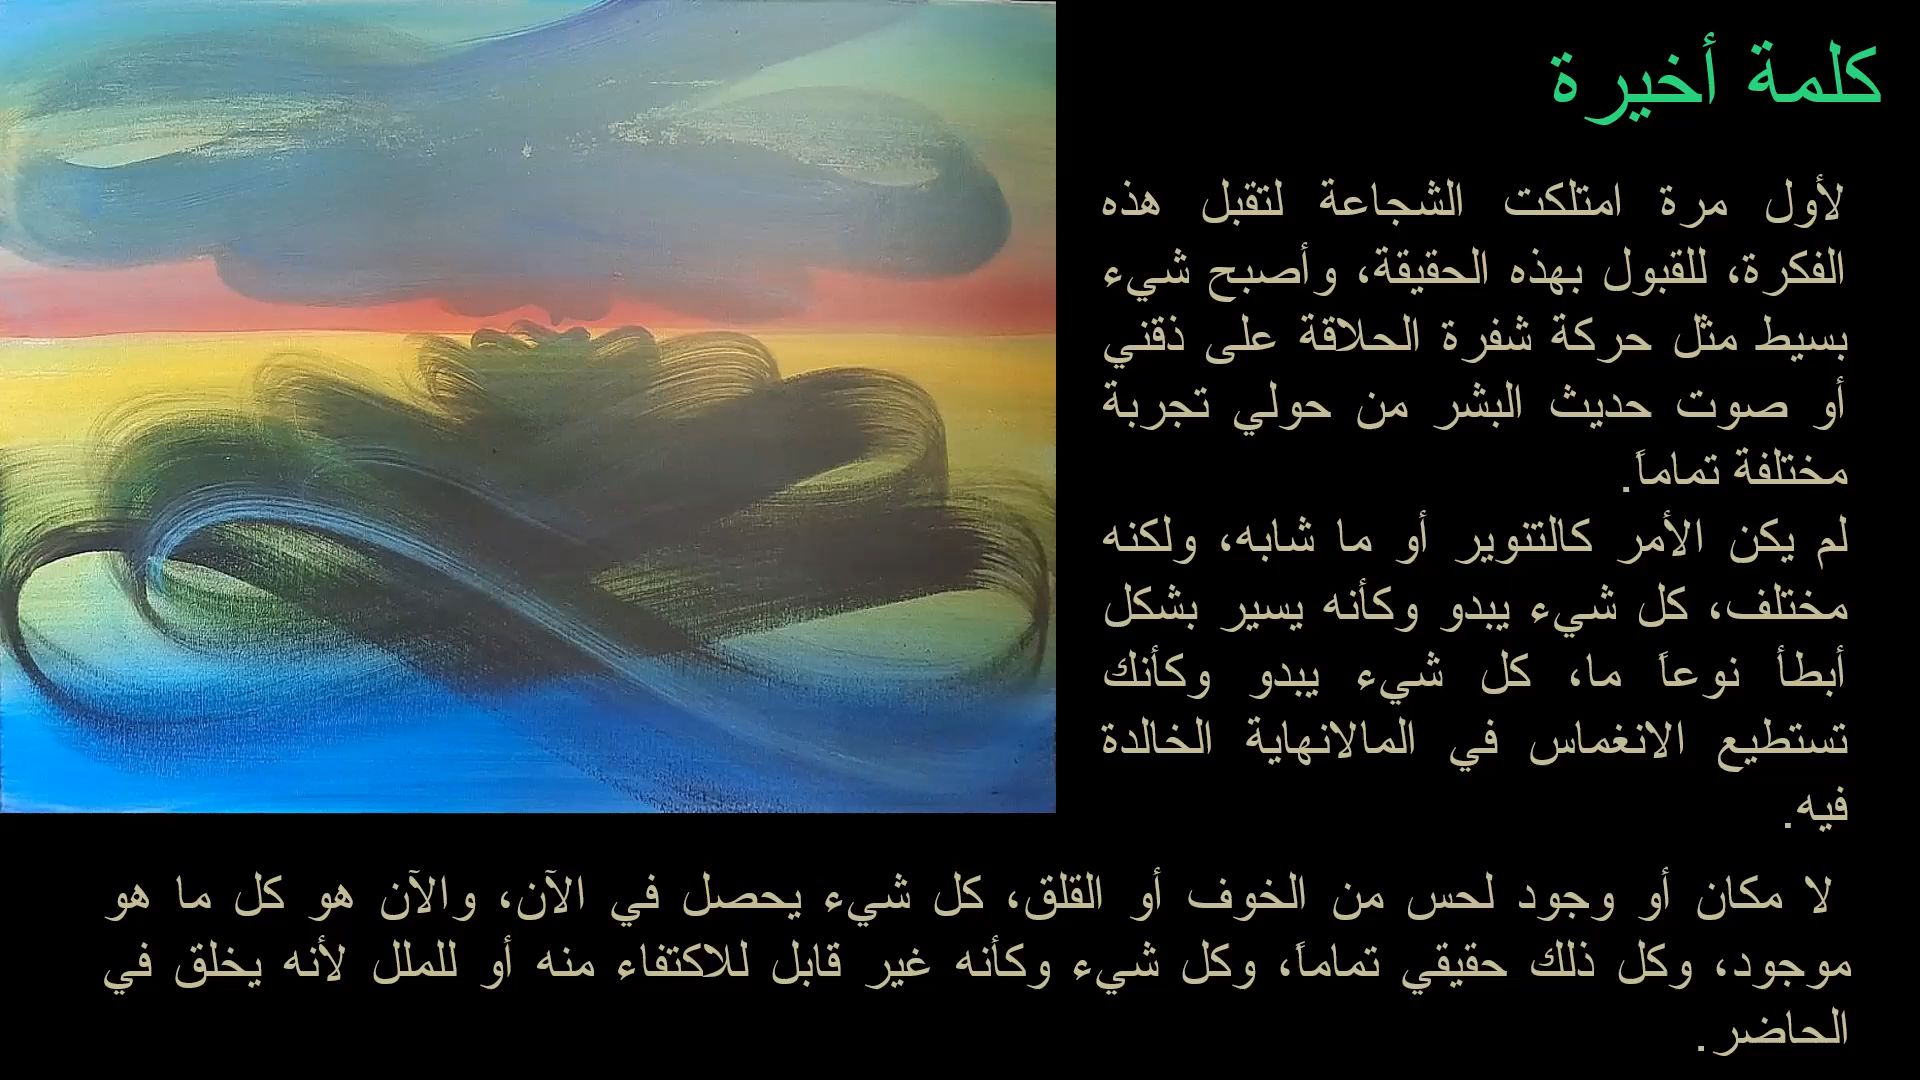 كلمة أخيرة
لأول مرة امتلكت الشجاعة لتقبل هذه
الفكرة، للقبول بهذه الحقيقة، وأصبح شيء
بسيط مثل حركة شفرة الحلاقة على ذقني
أو صوت حديث البشر من حولي تجربة
مختلفة تماماً.
لم يكن الأمر كالتنوير أو ما شابه، ولكنه
مختلف، كل شيء يبدو وكأنه يسير بشكل
أبطأ نوعاً ما، كل شيء يبدو وكأنك
تستطيع الانغماس في المالانهاية الخالدة
فيه.
لا مكان أو وجود لحس من الخوف أو القلق، كل شيء يحصل في الآن، والآن هو كل ما هو
موجود، وكل ذلك حقيقي تماماً، وكل شيء وكأنه غير قابل للاكتفاء منه أو للملل لأنه يخلق في
الحاضر.